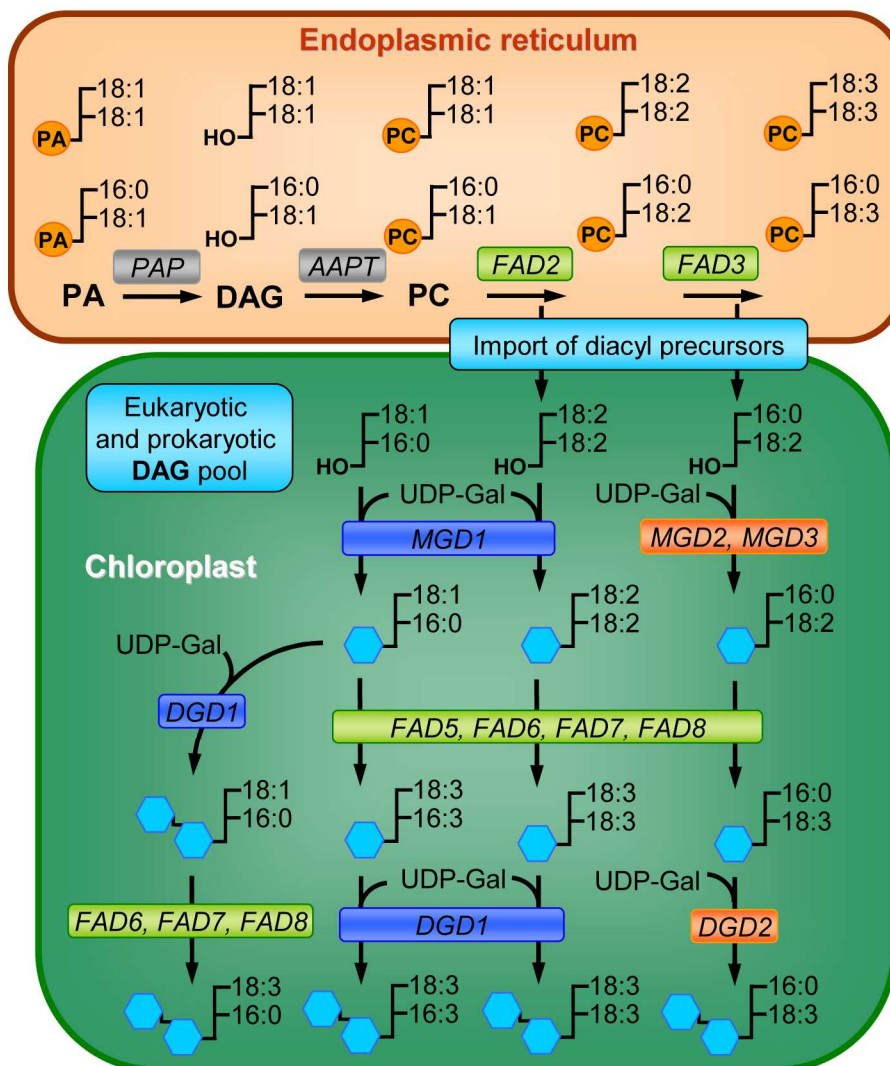 Endoplasmic reticulum
18:1 18:1 18:1 18:2 18:3
18:1 18:1 18:1 18:2 18:3
PA HO PC PC PC
16:0 16:0 16:0 16:0 16:0
18:1 18:1 18:1 18:2 18:3
PA HO PC PC PC
PAP AAPT FAD2 FAD3
PA DAG PC
Import of diacyl precursors
Eukaryotic
and prokaryotic
DAG pool
18:1 18:2 16:0
16:0 18:2 18:2
HO HO HO
UDP-Gal UDP-Gal
MGD1 MGD2, MGD3
Chloroplast
18:1 18:2 16:0
16:0 18:2 18:2
UDP-Gal
DGD1 FAD5, FAD6, FAD7, FAD8
18:1 18:3 18:3 16:0
16:0 16:3 18:3 18:3
UDP-Gal UDP-Gal
FAD6, FAD7, FAD8 DGD1 DGD2
18:3 18:3 18:3 16:0
16:0 16:3 18:3 18:3